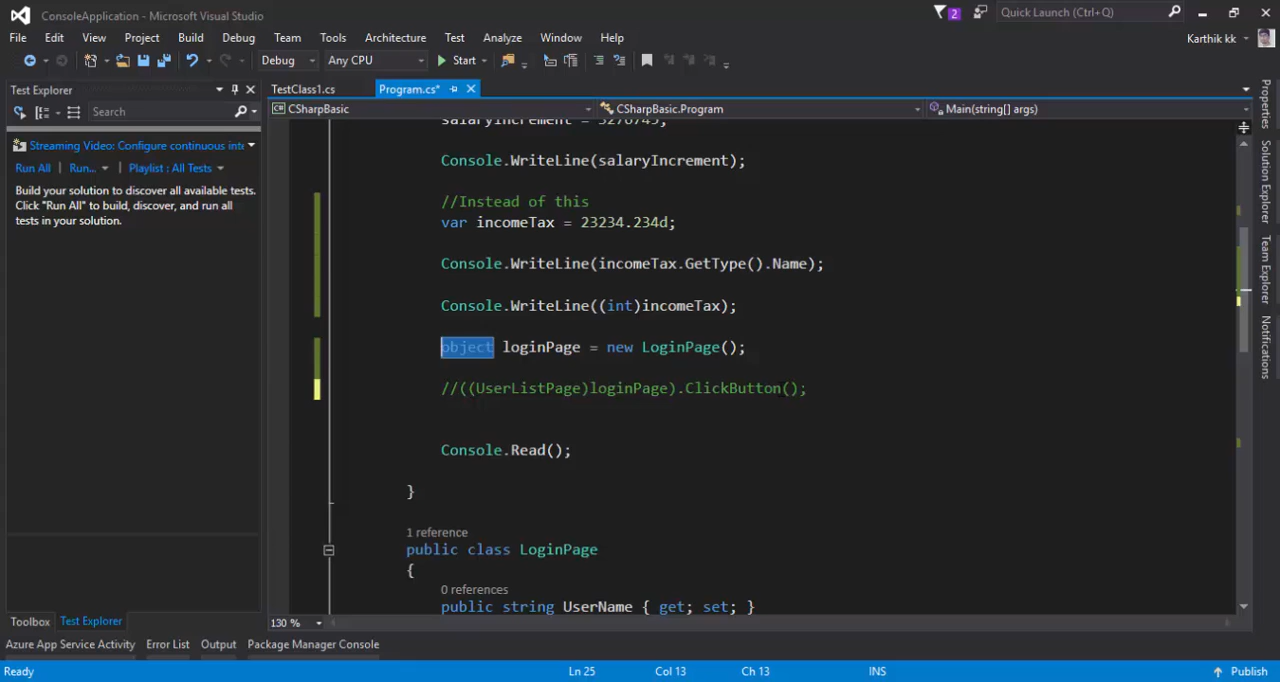 ConsoleApplication - Microsoft Visual Studio
2
Quick Launch (Ctrl+Q)
File Edit View Project Build Debug Team Tools Architecture Test Analyze Window Help
Karthik kk
Debug Any CPU Start
Test Explorer
TestClass1.cs Program.cs*
CSharpBasic CSharpBasic.Program Main(string[] args)
Search
Streaming Video: Configure continuous inte
Run All Run... Playlist : All Tests
Build your solution to discover all available tests.
Click "Run All" to build, discover, and run all
tests in your solution.
Console.WriteLine(salaryIncrement);
//Instead of this
var incomeTax = 23234.234d;
Console.WriteLine(incomeTax.GetType().Name);
Console.WriteLine((int)incomeTax);
object loginPage = new LoginPage();
//((UserListPage)loginPage).ClickButton();
Console.Read();
}
1 reference
public class LoginPage
{
0 references
public string UserName { get; set; }
Properties
Solution Explorer
Team Explorer
Notifications
130 %
Toolbox Test Explorer
Azure App Service Activity Error List Output Package Manager Console
Ready Ln 25 Col 13 Ch 13 INS Publish